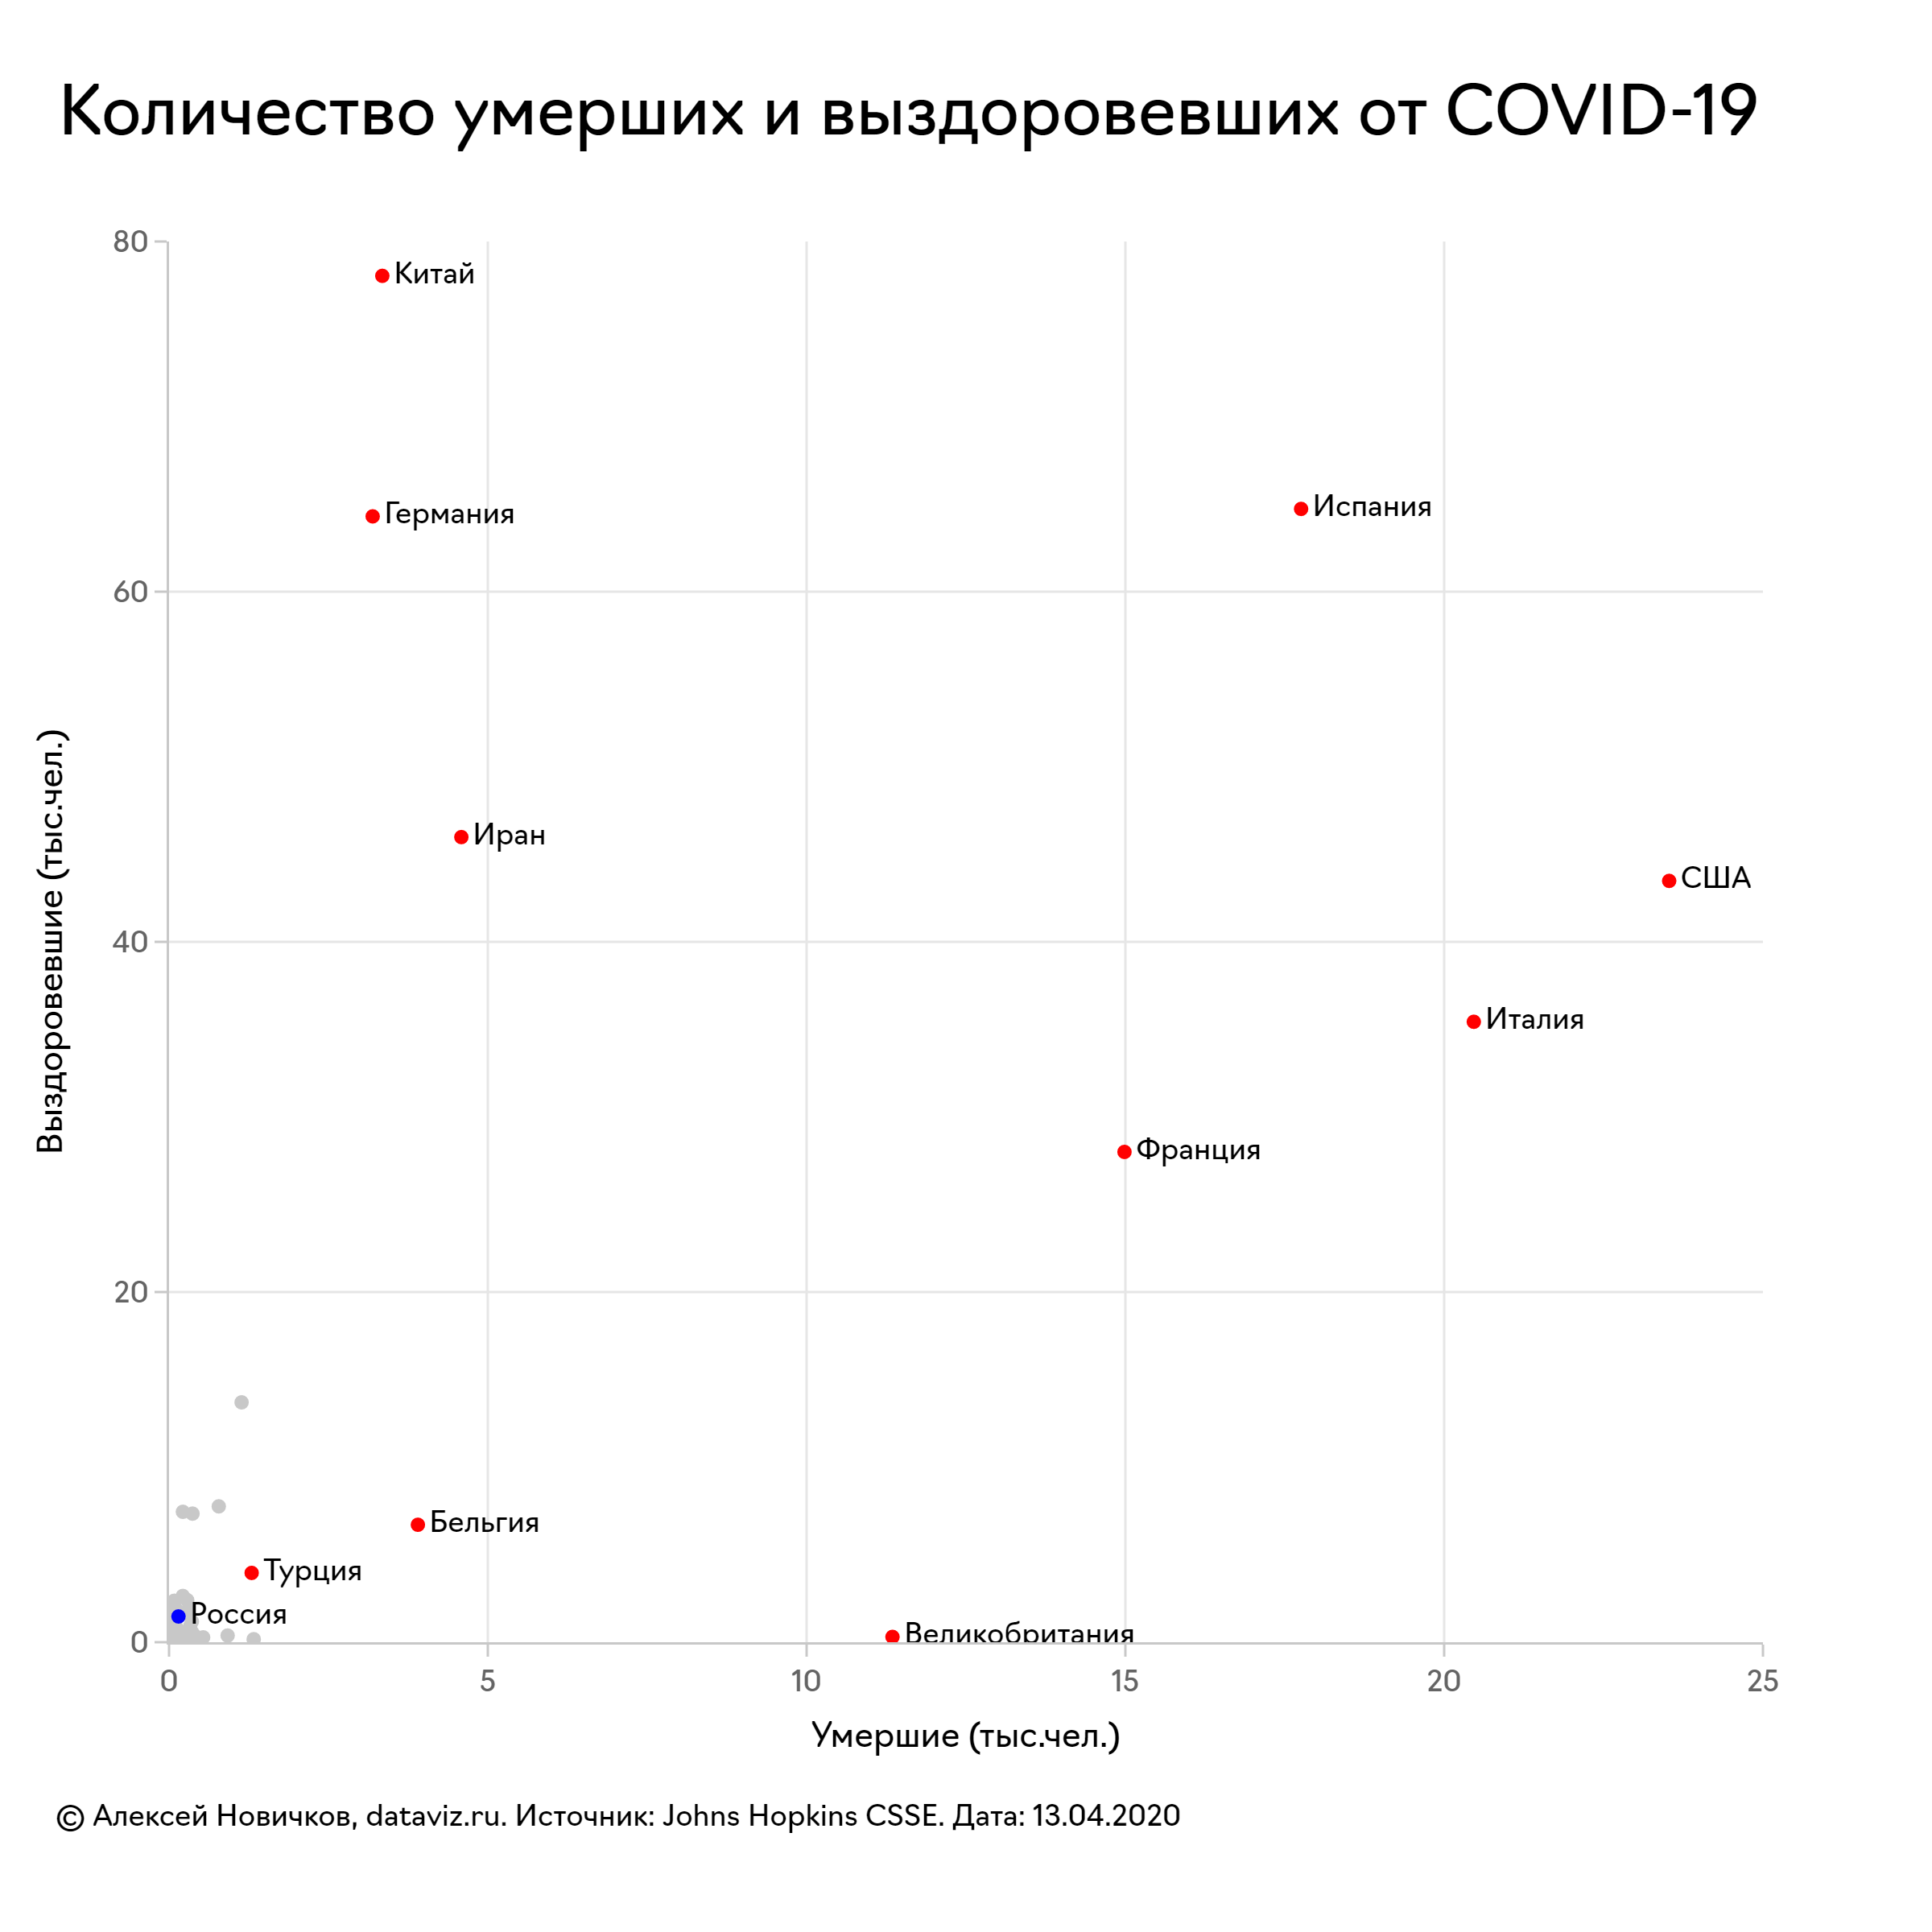 Количество умерших и выздоровевших от COVID-19
Выздоровевшие (тыс.чел.)
80
60
40
20
0
Китай
Германия
Испания
Иран
США
Италия
Франция
Бельгия
Турция
Россия
Великобритания
0
5
10
15
20
25
Умершие (тыс.чел.)
© Алексей Новичков, dataviz.ru. Источник: Johns Hopkins CSSE. Дата: 13.04.2020